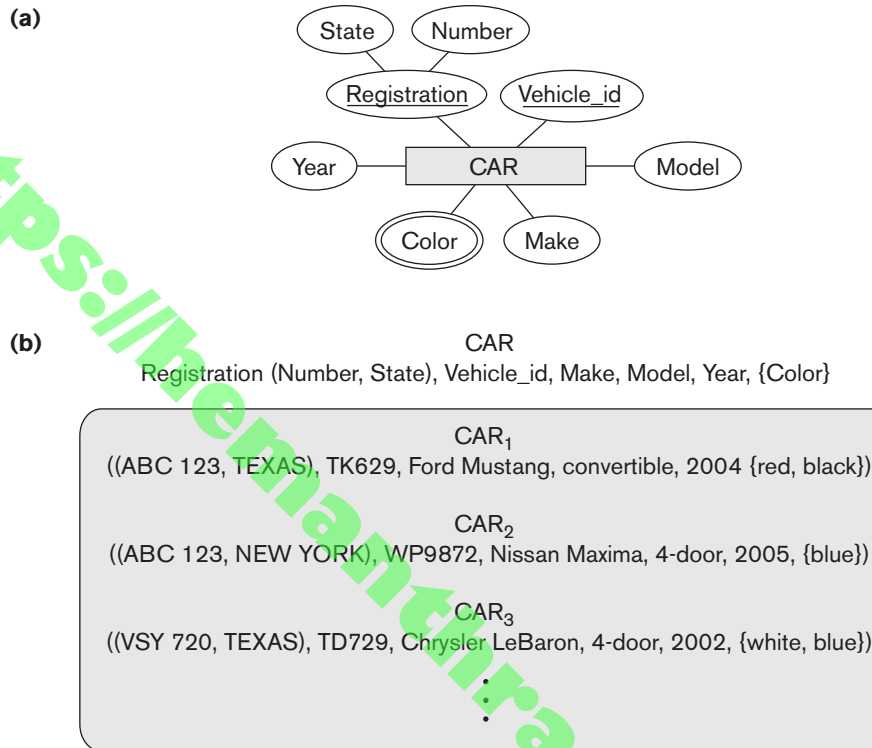 (a)
State Number
Registration Vehicle_id
Year CAR Model
Color Make
(b)
CAR
Registration (Number, State), Vehicle_id, Make, Model, Year, {Color}
CAR1
((ABC 123, TEXAS), TK629, Ford Mustang, convertible, 2004 {red, black})
CAR2
((ABC 123, NEW YORK), WP9872, Nissan Maxima, 4-door, 2005, {blue})
CAR3
((VSY 720, TEXAS), TD729, Chrysler LeBaron, 4-door, 2002, {white, blue})
tps://hemanthra